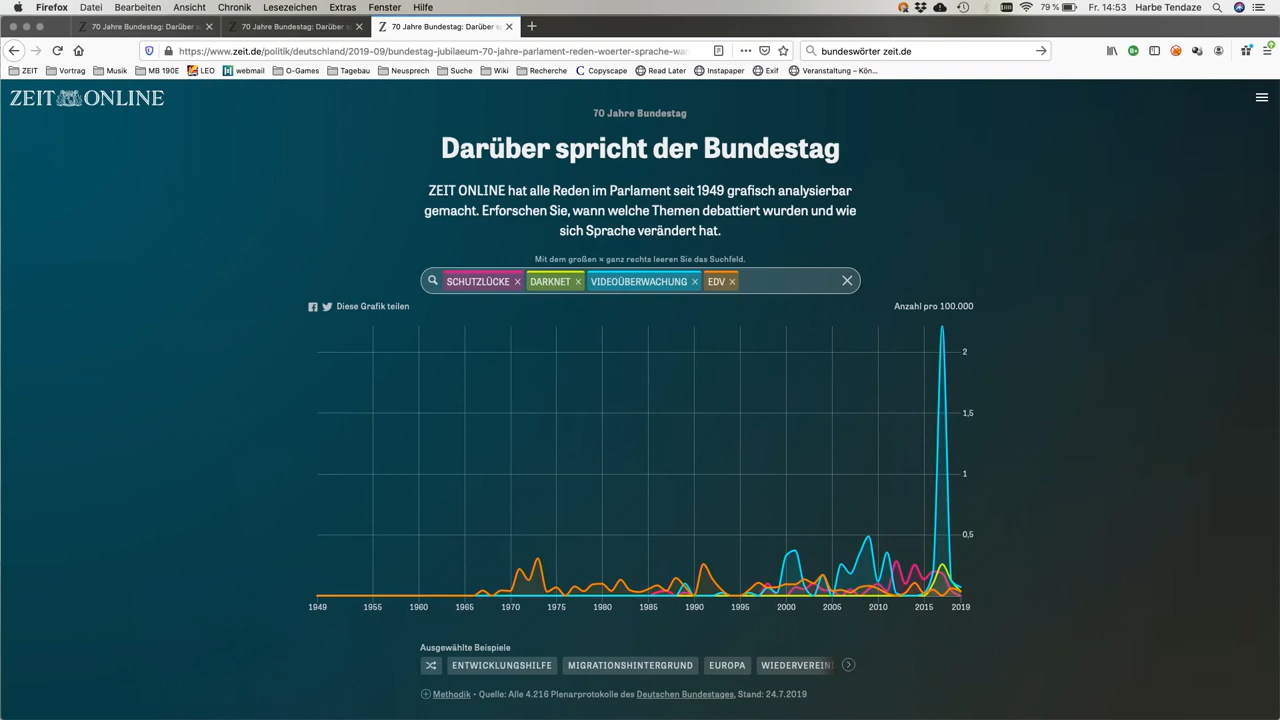 Firefox Datei Bearbeiten Ansicht Chronik Lesezeichen Extras Fenster Hilfe 79 % Fr. 14:53 Harbe Tendaze
70 Jahre Bundestag: Darüber s × 70 Jahre Bundestag: Darüber s × 70 Jahre Bundestag: Darüber s × +
https://www.zeit.de/politik/deutschland/2019-09/bundestag-jubilaeum-70-jahre-parlament-reden-woerter-sprache-wa bundeswörter zeit.de
ZEIT Vortrag Musik MB 190E LEO webmail O-Games Tagebau Neusprech Suche Wiki Recherche Copyscape Read Later Instapaper Exif Veranstaltung – Kön…
ZEIT ONLINE
70 Jahre Bundestag
Darüber spricht der Bundestag
ZEIT ONLINE hat alle Reden im Parlament seit 1949 grafisch analysierbar
gemacht. Erforschen Sie, wann welche Themen debattiert wurden und wie
sich Sprache verändert hat.
Mit dem großen × ganz rechts leeren Sie das Suchfeld.
SCHUTZLÜCKE × DARKNET × VIDEOÜBERWACHUNG × EDV ×
Diese Grafik teilen Anzahl pro 100.000
2
1,5
1
0,5
1949 1955 1960 1965 1970 1975 1980 1985 1990 1995 2000 2005 2010 2015 2019
Ausgewählte Beispiele
ENTWICKLUNGSHILFE MIGRATIONSHINTERGRUND EUROPA WIEDERVEREIN
Methodik • Quelle: Alle 4.216 Plenarprotokolle des Deutschen Bundestages, Stand: 24.7.2019